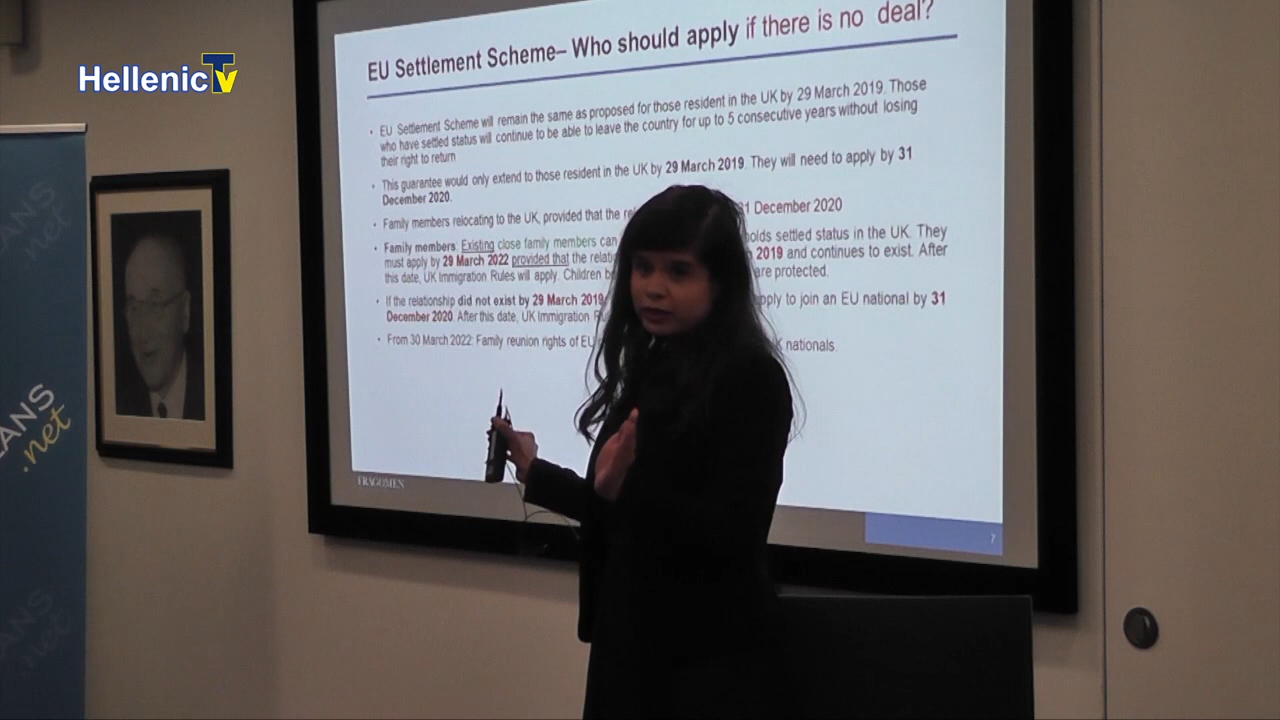 Hellenic Tv
EU Settlement Scheme– Who should apply if there is no deal?
• EU Settlement Scheme will remain the same as proposed for those resident in the UK by 29 March 2019. Those
who have settled status will continue to be able to leave the country for up to 5 consecutive years without losing
their right to return
• This guarantee would only extend to those resident in the UK by 29 March 2019. They will need to apply by 31
December 2020.
• Family members relocating to the UK, provided that the 31 December 2020
• Family members: Existing close family members can holds settled status in the UK. They
must apply by 29 March 2022 provided that the 2019 and continues to exist. After
this date, UK Immigration Rules will apply. Children are protected.
• If the relationship did not exist by 29 March 2019 apply to join an EU national by 31
December 2020. After this date, UK Immigration
• From 30 March 2022: Family reunion rights of EU nationals.
FRAGOMEN
7
EANS
.net
EANS
.net